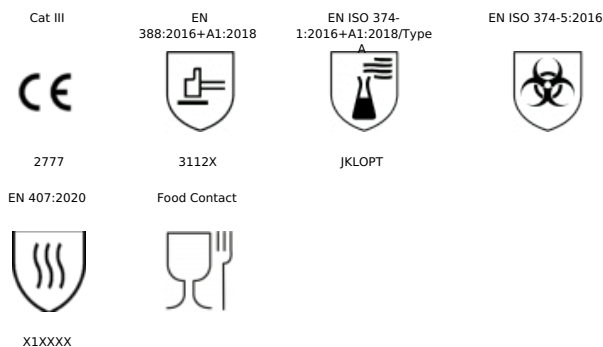 Cat III
EN
388:2016+A1:2018
EN ISO 374-
1:2016+A1:2018/Type
A
EN ISO 374-5:2016
CE
2777
3112X
JKLOPT
EN 407:2020
Food Contact
X1XXXX